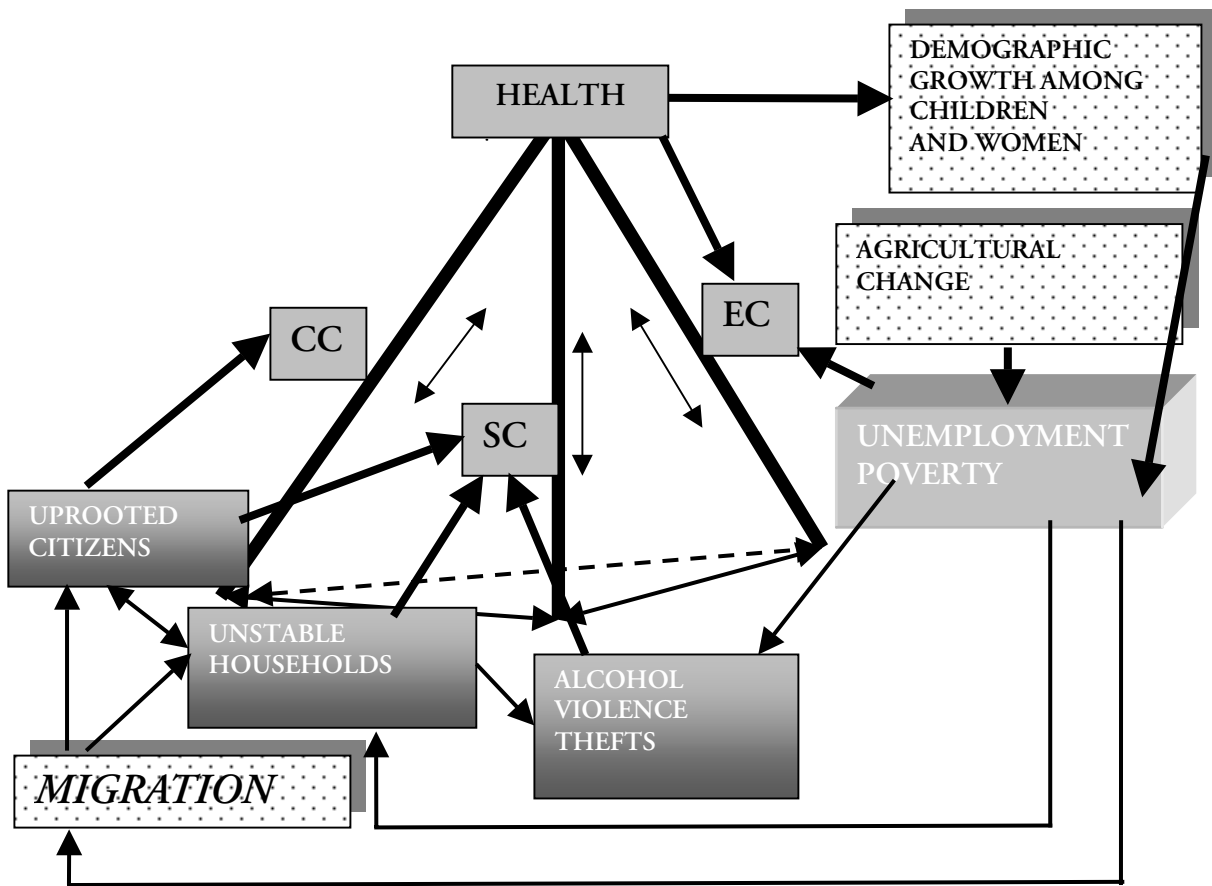 DEMOGRAPHIC
GROWTH AMONG
CHILDREN
AND WOMEN
HEALTH
AGRICULTURAL
CHANGE
EC
CC
SC
UNEMPLOYMENT
POVERTY
UPROOTED
CITIZENS
UNSTABLE
HOUSEHOLDS
ALCOHOL
VIOLENCE
THEFTS
MIGRATION